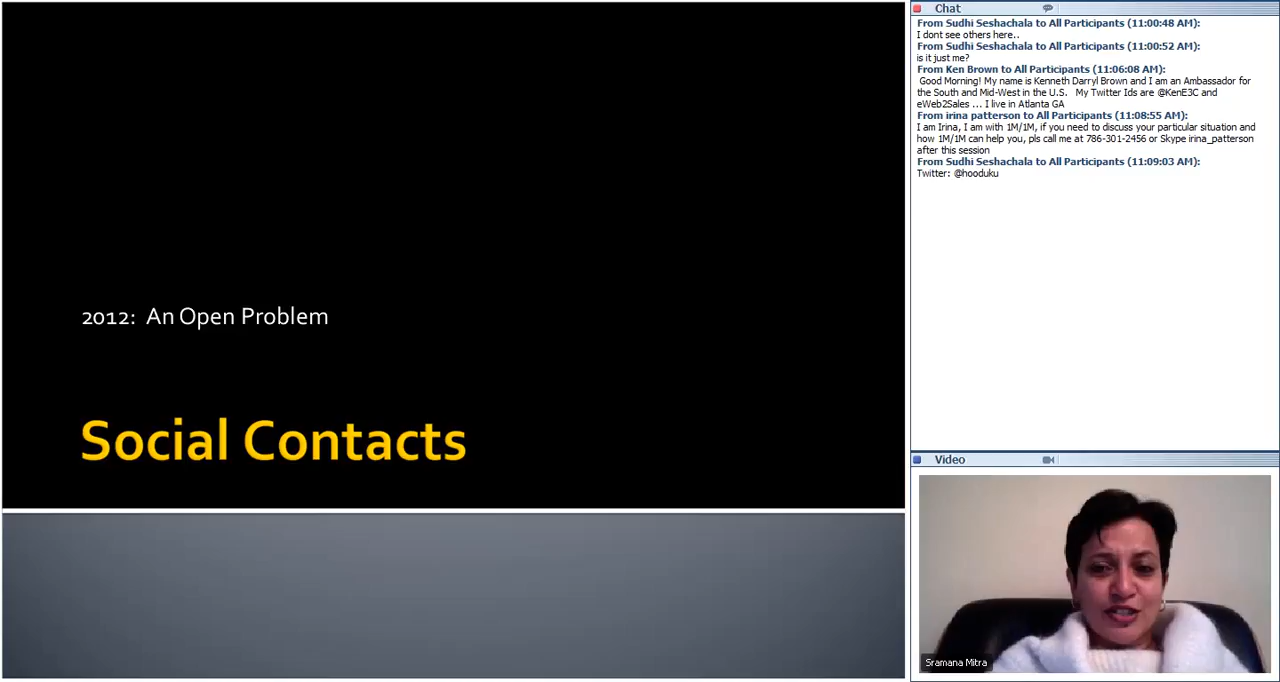 2012: An Open Problem
Social Contacts
Chat
From Sudhi Seshachala to All Participants (11:00:48 AM):
I dont see others here..
From Sudhi Seshachala to All Participants (11:00:52 AM):
is it just me?
From Ken Brown to All Participants (11:06:08 AM):
Good Morning! My name is Kenneth Darryl Brown and I am an Ambassador for
the South and Mid-West in the U.S. My Twitter Ids are @KenE3C and
eWeb2Sales ... I live in Atlanta GA
From irina patterson to All Participants (11:08:55 AM):
I am Irina, I am with 1M/1M, if you need to discuss your particular situation and
how 1M/1M can help you, pls call me at 786-301-2456 or Skype irina_patterson
after this session
From Sudhi Seshachala to All Participants (11:09:03 AM):
Twitter: @hooduku
Video
Sramana Mitra